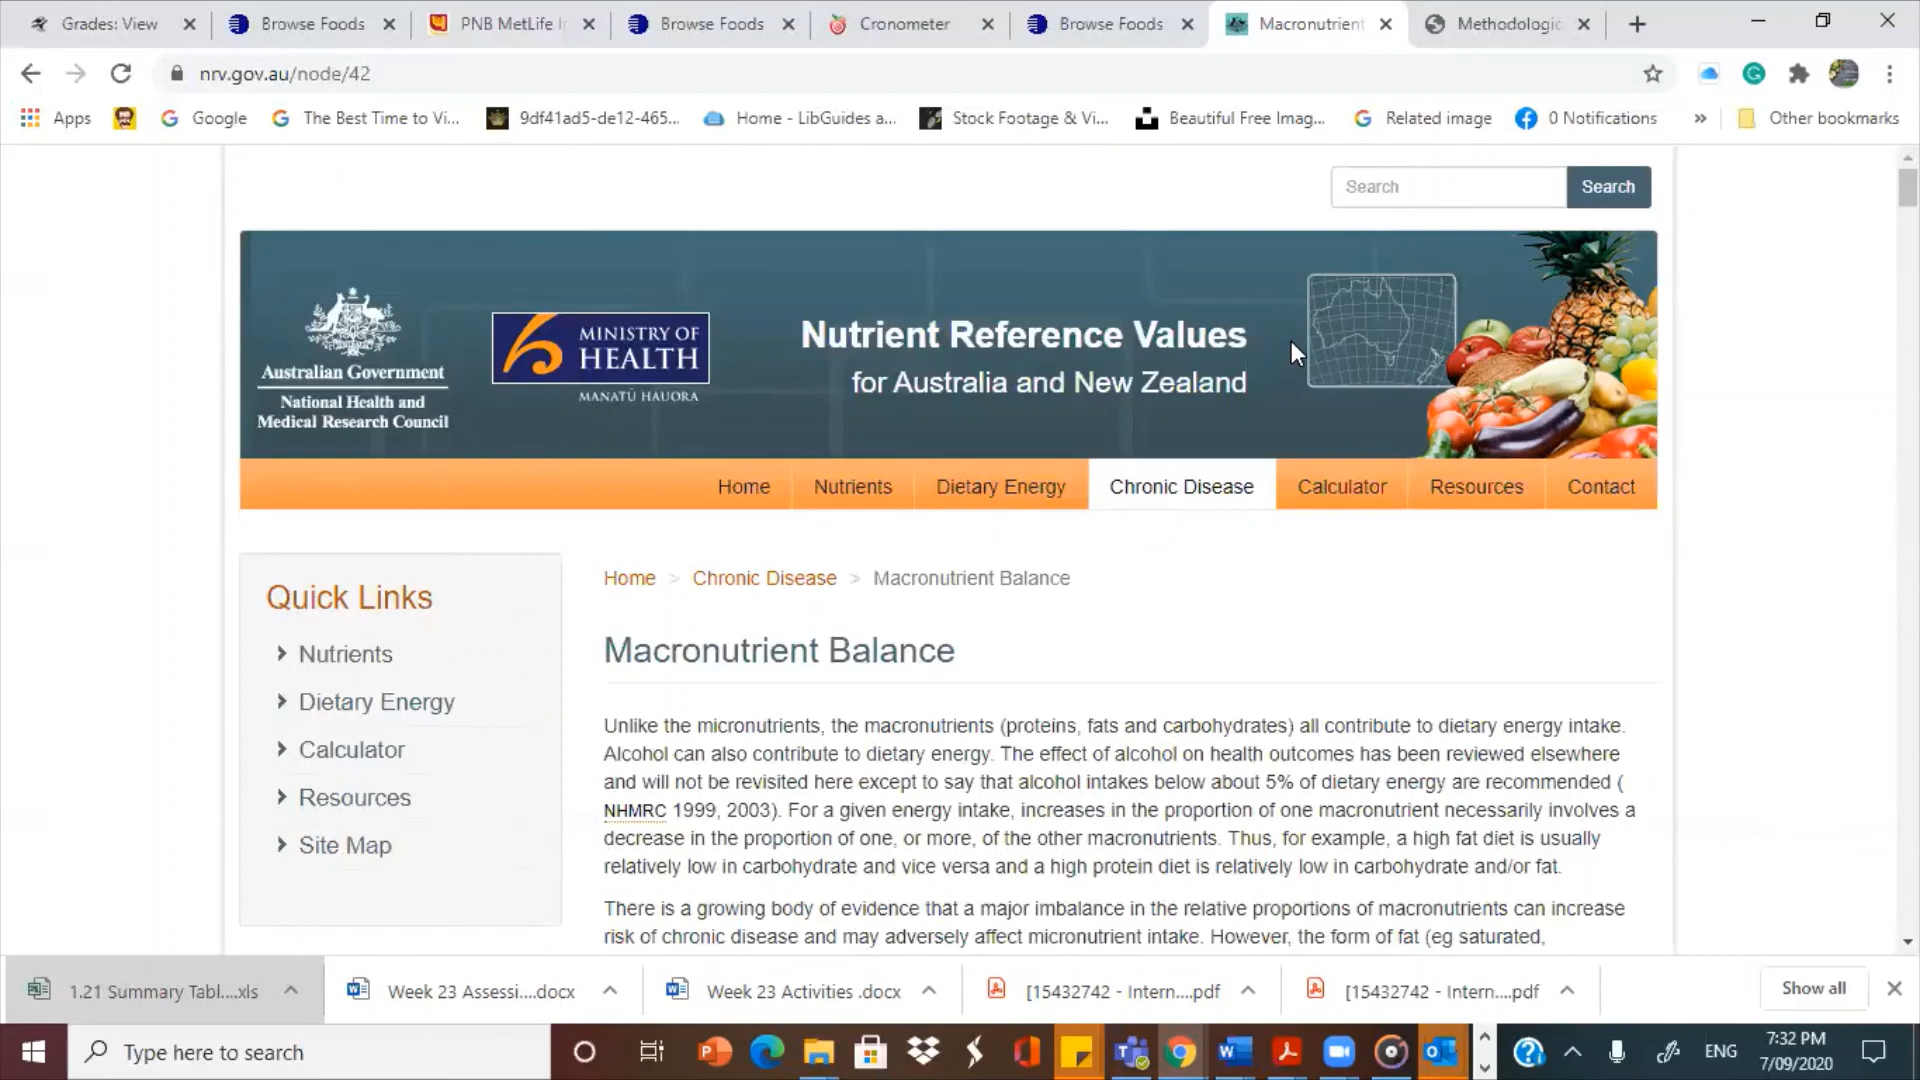 Grades: View
Browse Foods
PNB MetLife I
Browse Foods
Cronometer
Browse Foods
Macronutrient
Methodologic
nrv.gov.au/node/42
Apps
Google
The Best Time to Vi...
9df41ad5-de12-465...
Home - LibGuides a...
Stock Footage & Vi...
Beautiful Free Imag...
Related image
0 Notifications
»
Other bookmarks
Search
Search
Australian Government
National Health and
Medical Research Council
MINISTRY OF
HEALTH
MANATŪ HAUORA
Nutrient Reference Values
for Australia and New Zealand
Home
Nutrients
Dietary Energy
Chronic Disease
Calculator
Resources
Contact
Quick Links
Nutrients
Dietary Energy
Calculator
Resources
Site Map
Home > Chronic Disease > Macronutrient Balance
Macronutrient Balance
Unlike the micronutrients, the macronutrients (proteins, fats and carbohydrates) all contribute to dietary energy intake.
Alcohol can also contribute to dietary energy. The effect of alcohol on health outcomes has been reviewed elsewhere
and will not be revisited here except to say that alcohol intakes below about 5% of dietary energy are recommended (
NHMRC 1999, 2003). For a given energy intake, increases in the proportion of one macronutrient necessarily involves a
decrease in the proportion of one, or more, of the other macronutrients. Thus, for example, a high fat diet is usually
relatively low in carbohydrate and vice versa and a high protein diet is relatively low in carbohydrate and/or fat.
There is a growing body of evidence that a major imbalance in the relative proportions of macronutrients can increase
risk of chronic disease and may adversely affect micronutrient intake. However, the form of fat (eg saturated,
1.21 Summary Tabl....xls
Week 23 Assessi....docx
Week 23 Activities .docx
[15432742 - Intern....pdf
[15432742 - Intern....pdf
Show all
Type here to search
ENG
7:32 PM
7/09/2020